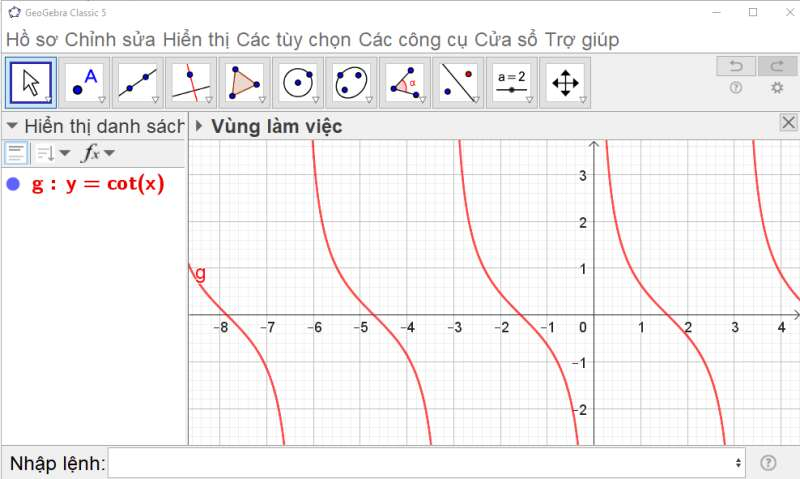 GeoGebra Classic 5
Hồ sơ Chỉnh sửa Hiển thị Các tùy chọn Các công cụ Cửa sổ Trợ giúp
A α a = 2
Hiển thị danh sách Vùng làm việc
fx
g : y = cot(x)
g
3
2
1
−8 −7 −6 −5 −4 −3 −2 −1 0 1 2 3 4
−1
−2
Nhập lệnh: